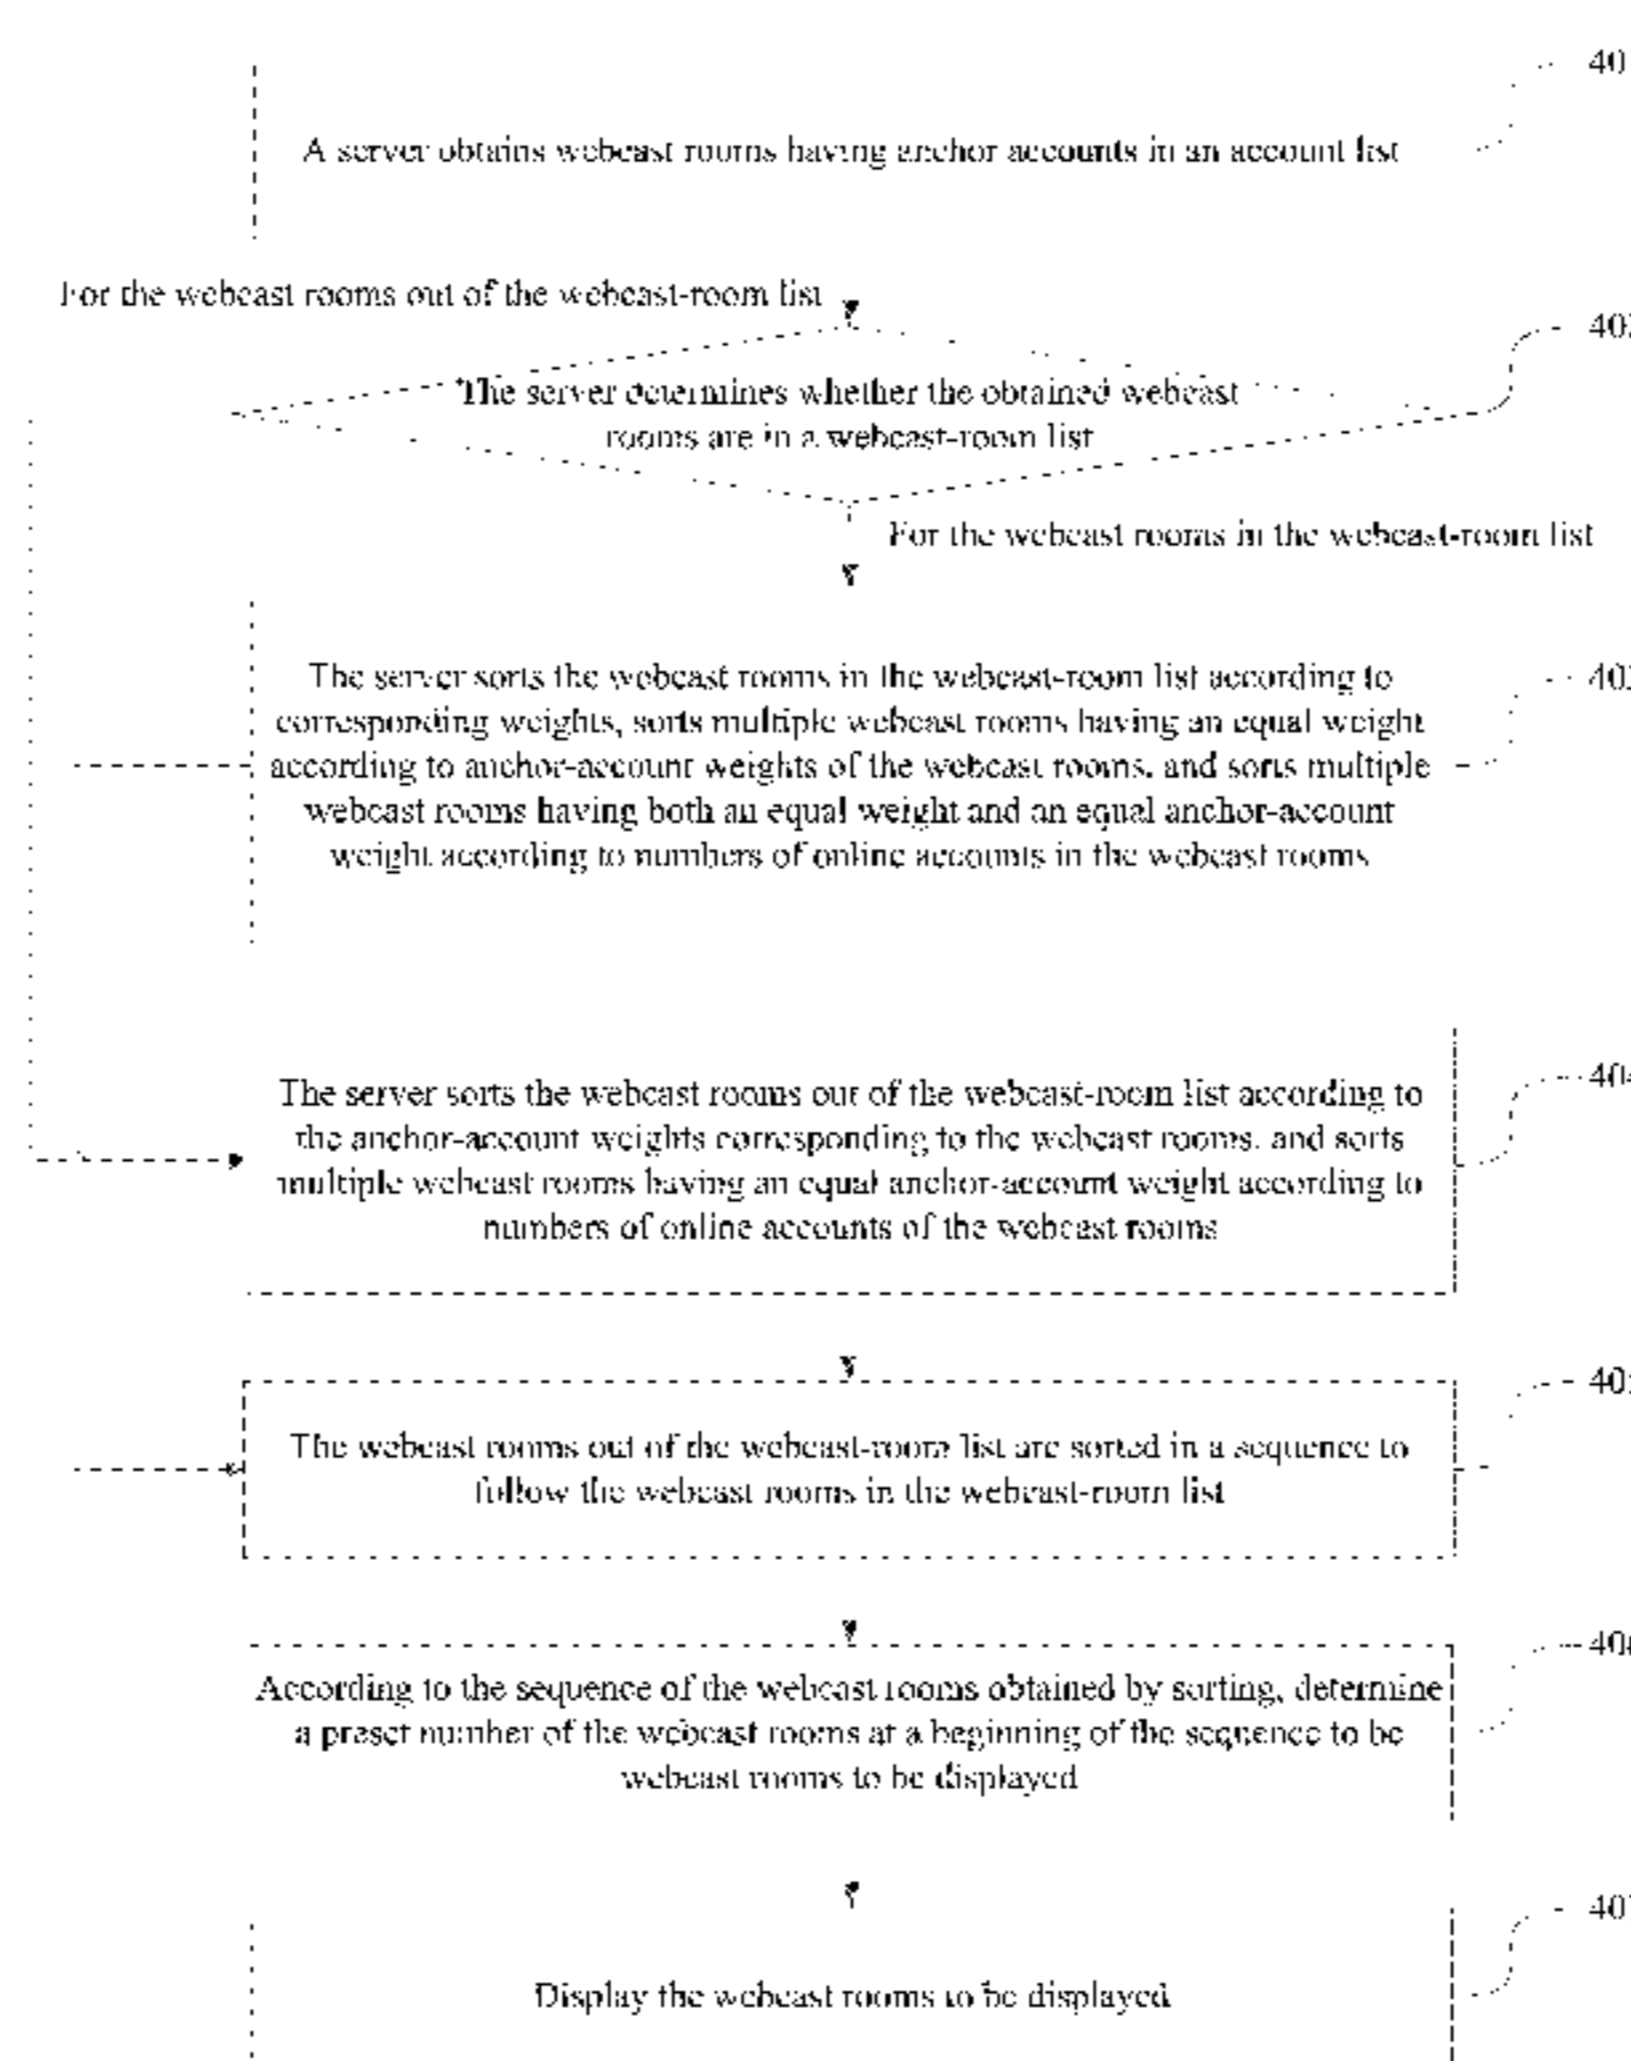 40
A server obtains webcast rooms having anchor accounts in an account list
For the webcast rooms out of the webcast-room list
40
The server determines whether the obtained webcast
rooms are in a webcast-room list
For the webcast rooms in the webcast-room list
40
The server sorts the webcast rooms in the webcast-room list according to
corresponding weights, sorts multiple webcast rooms having an equal weight
according to anchor-account weights of the webcast rooms, and sorts multiple
webcast rooms having both an equal weight and an equal anchor-account
weight according to numbers of online accounts in the webcast rooms
40
The server sorts the webcast rooms out of the webcast-room list according to
the anchor-account weights corresponding to the webcast rooms, and sorts
multiple webcast rooms having an equal anchor-account weight according to
numbers of online accounts of the webcast rooms
40
The webcast rooms out of the webcast-room list are sorted in a sequence to
follow the webcast rooms in the webcast-room list
40
According to the sequence of the webcast rooms obtained by sorting, determine
a preset number of the webcast rooms at a beginning of the sequence to be
webcast rooms to be displayed
40
Display the webcast rooms to be displayed